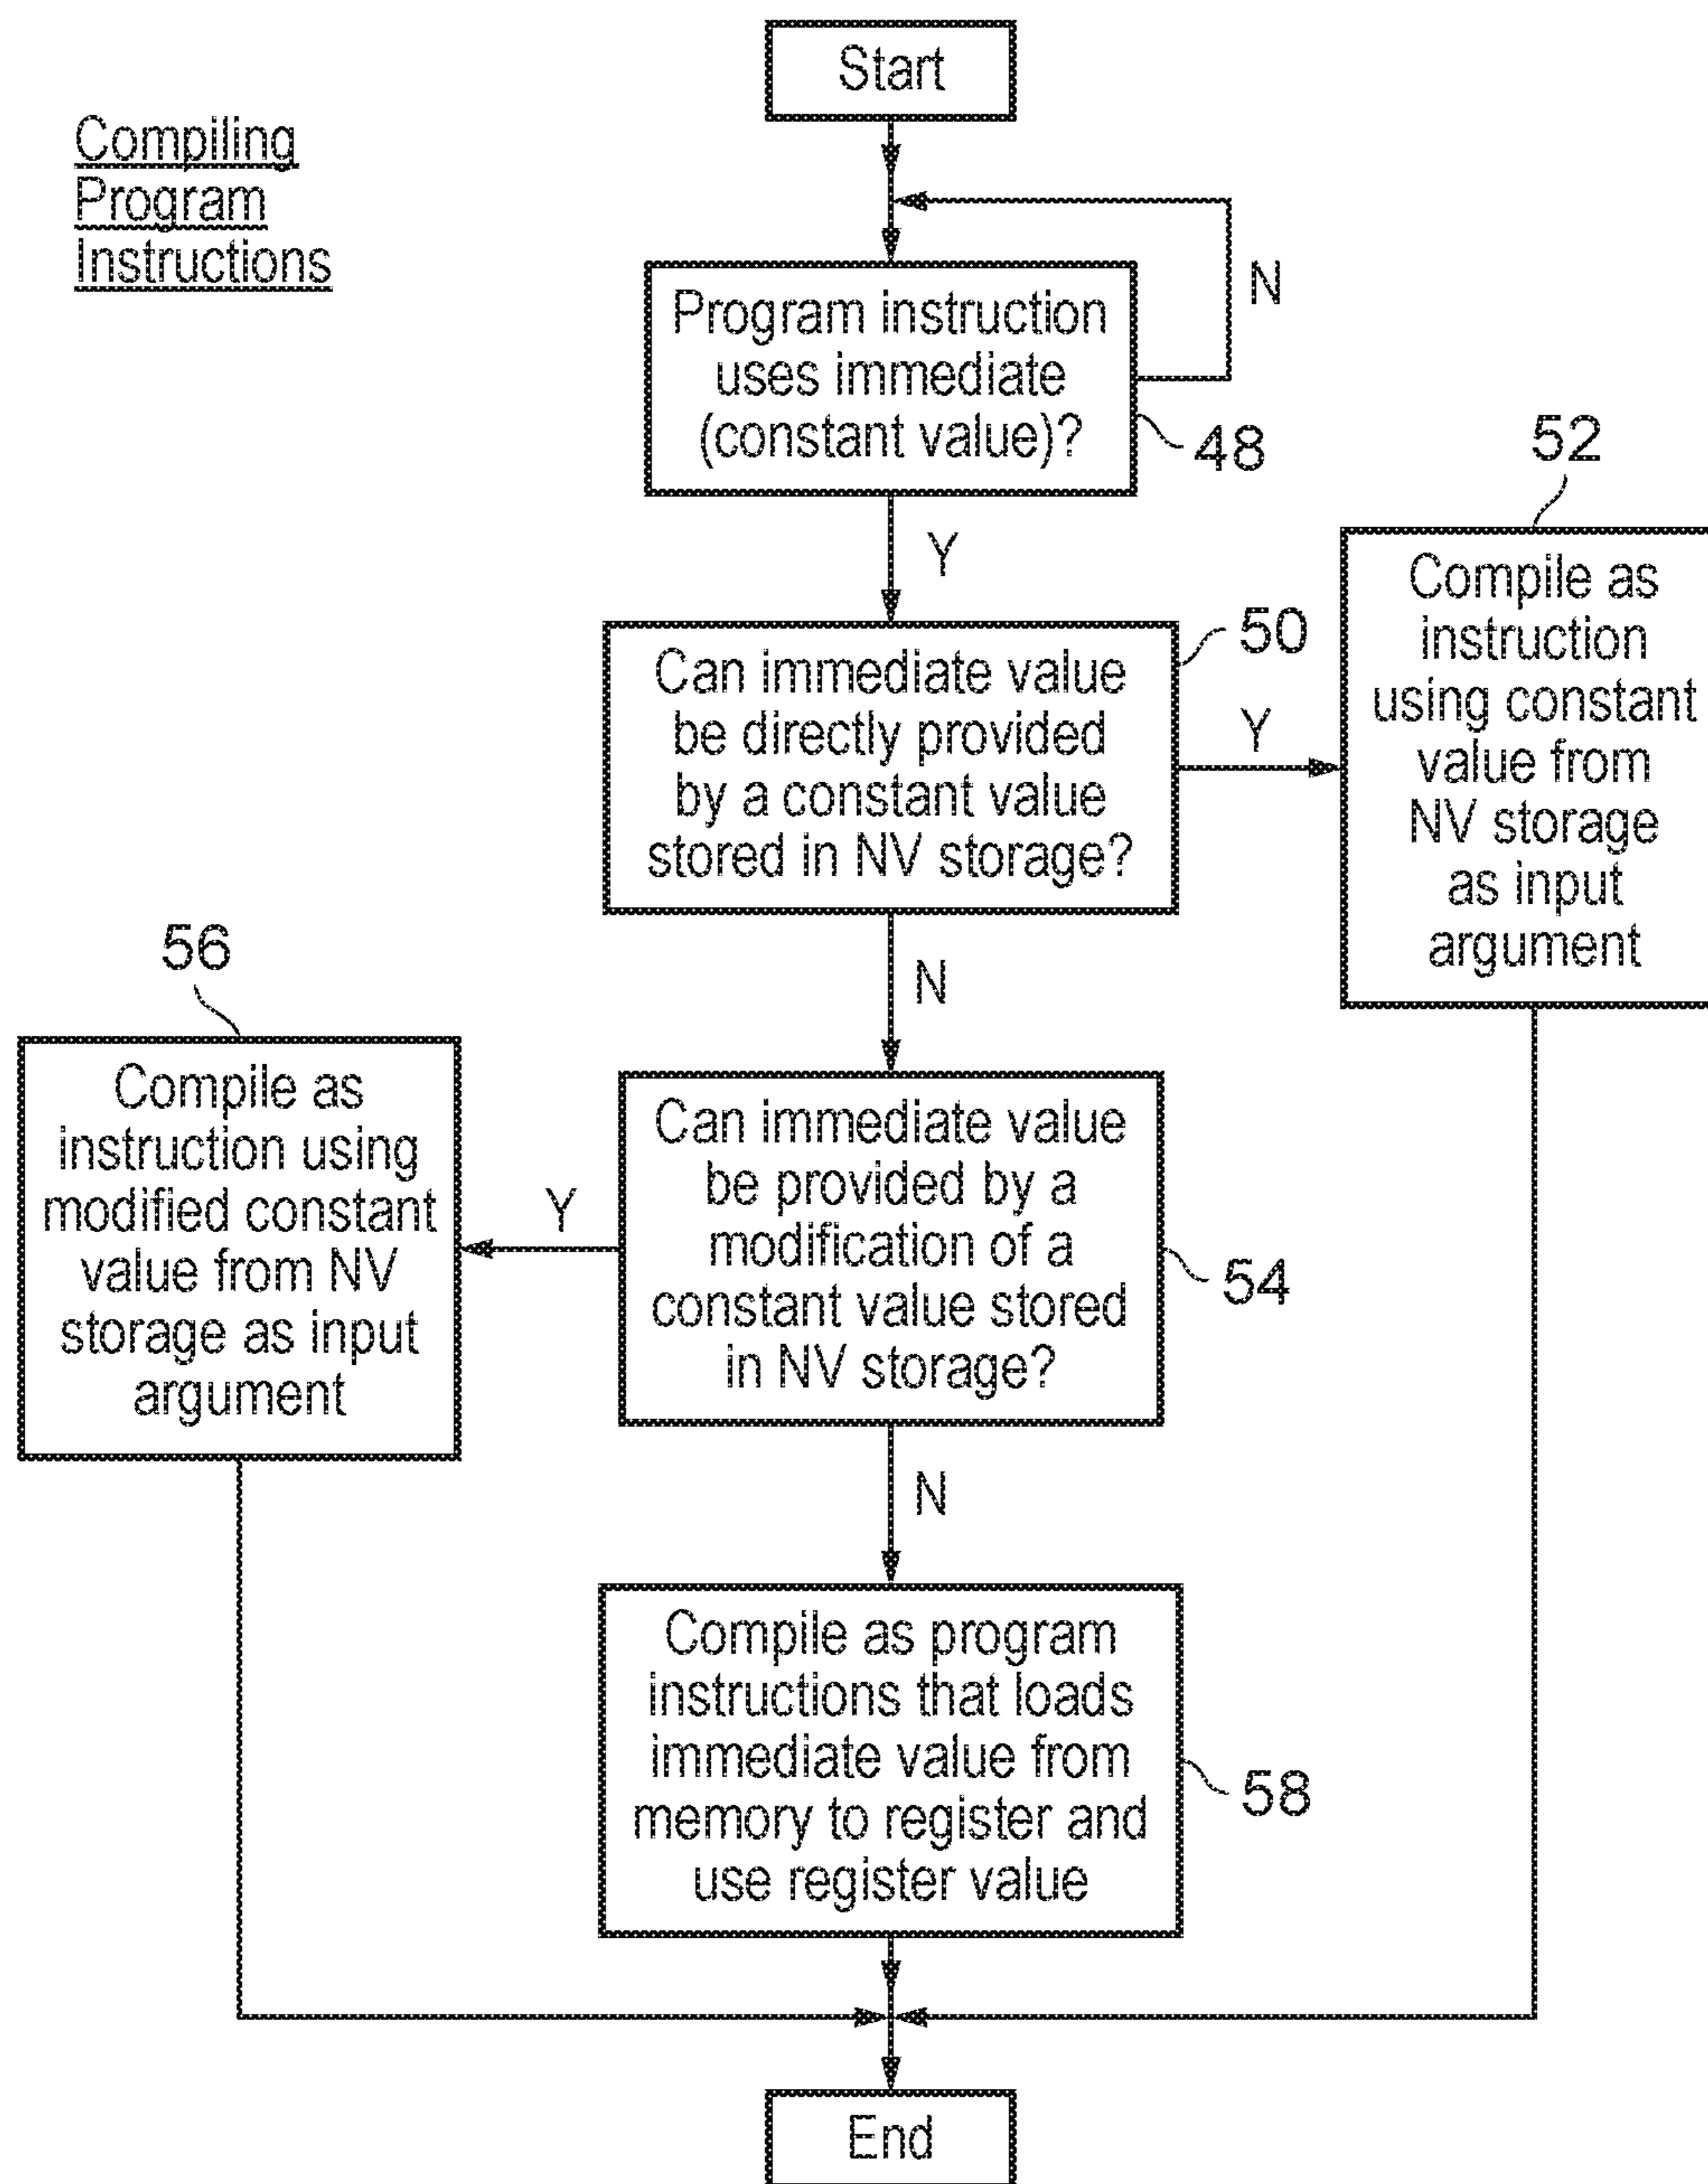 Compiling
Program
Instructions
Start
Program instruction
uses immediate
(constant value)?
N
48
Y
Can immediate value
be directly provided
by a constant value
stored in NV storage?
50
Y
52
Compile as
instruction
using constant
value from
NV storage
as input
argument
N
Can immediate value
be provided by a
modification of a
constant value stored
in NV storage?
54
Y
56
Compile as
instruction using
modified constant
value from NV
storage as input
argument
N
Compile as program
instructions that loads
immediate value from
memory to register and
use register value
58
End